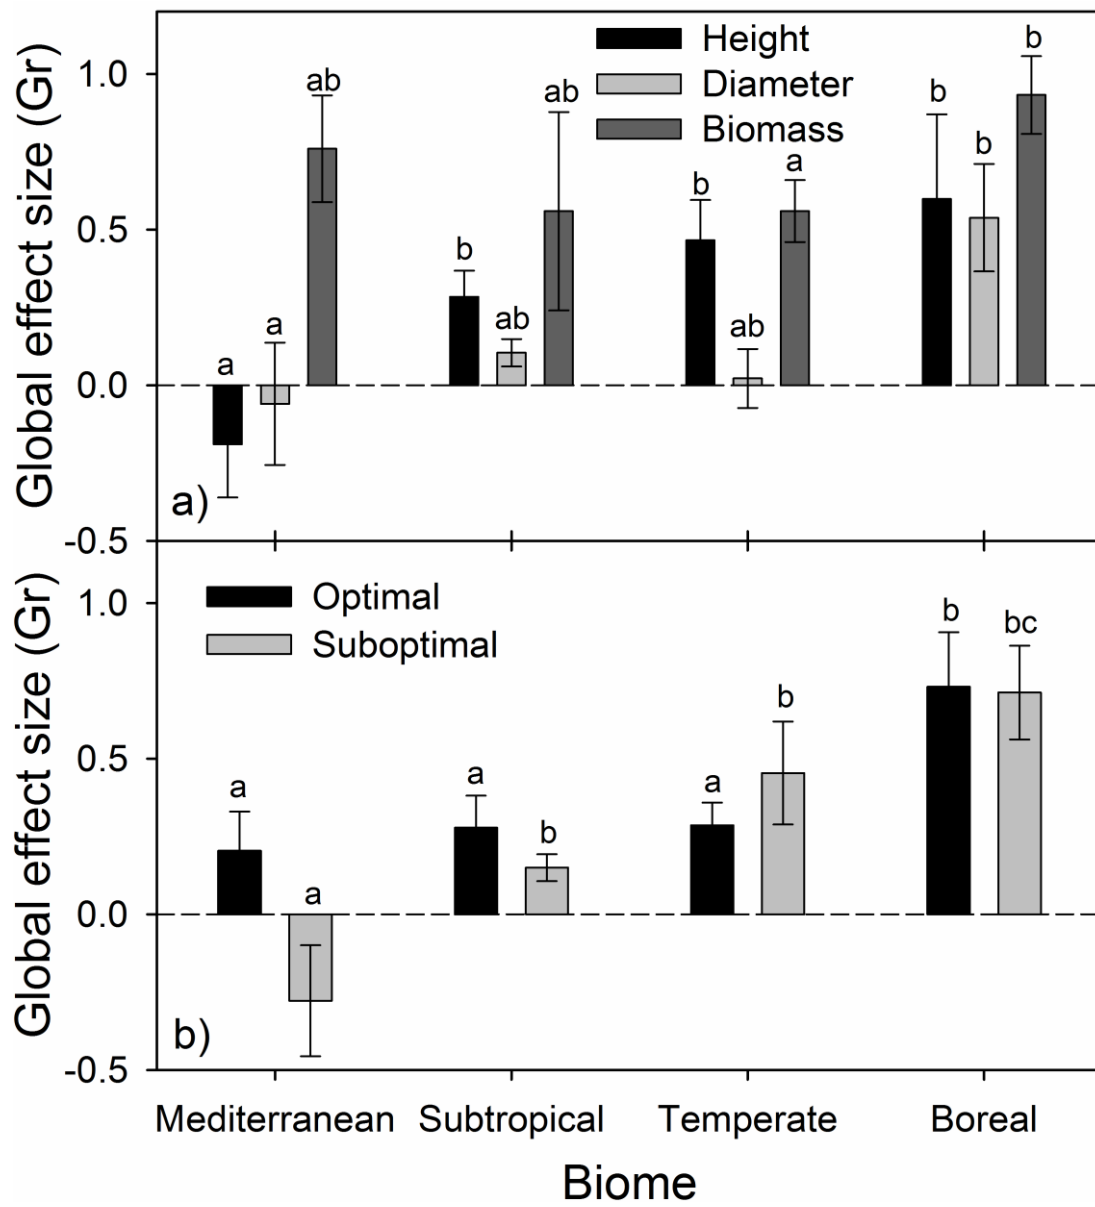 Global effect size (Gr)
1.0
0.5
0.0
-0.5
Height
Diameter
Biomass
a
a
ab
b
ab
ab
b
ab
a
b
b
b
a)
Global effect size (Gr)
1.0
0.5
0.0
-0.5
Optimal
Suboptimal
a
a
a
b
a
b
b
bc
b)
Mediterranean Subtropical Temperate Boreal
Biome